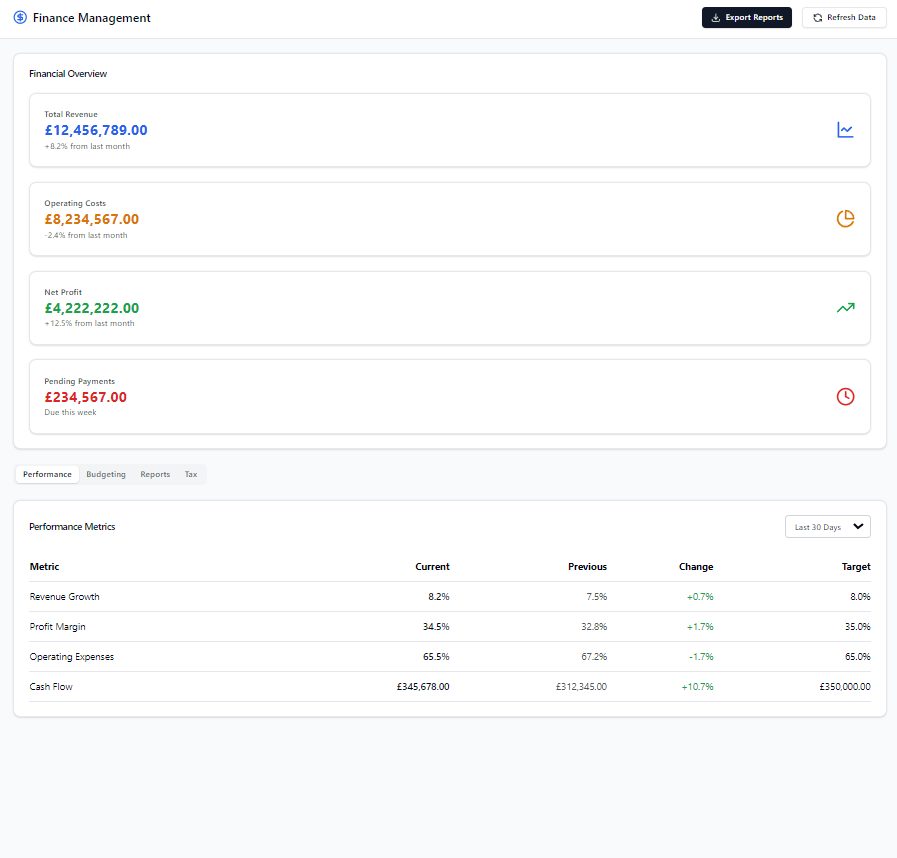 Finance Management
Export Reports
Refresh Data
Financial Overview
Total Revenue
£12,456,789.00
+8.2% from last month
Operating Costs
£8,234,567.00
-2.4% from last month
Net Profit
£4,222,222.00
+12.5% from last month
Pending Payments
£234,567.00
Due this week
Performance Budgeting Reports Tax
Performance Metrics
Last 30 Days
Metric Current Previous Change Target
Revenue Growth 8.2% 7.5% +0.7% 8.0%
Profit Margin 34.5% 32.8% +1.7% 35.0%
Operating Expenses 65.5% 67.2% -1.7% 65.0%
Cash Flow £345,678.00 £312,345.00 +10.7% £350,000.00